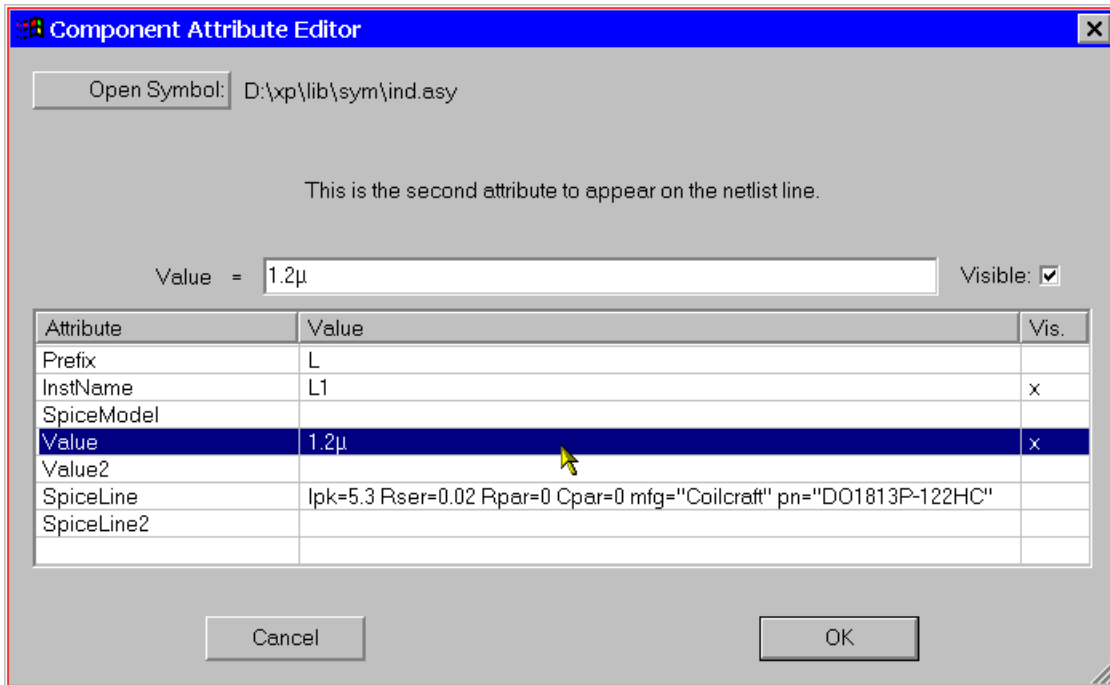 Component Attribute Editor
Open Symbol: D:\xp\lib\sym\ind.asy
This is the second attribute to appear on the netlist line.
Value = 1.2µ Visible:
Attribute Value Vis.
Prefix L
InstName L1 x
SpiceModel
Value 1.2µ x
Value2
SpiceLine Ipk=5.3 Rser=0.02 Rpar=0 Cpar=0 mfg="Coilcraft" pn="DO1813P-122HC"
SpiceLine2
Cancel OK